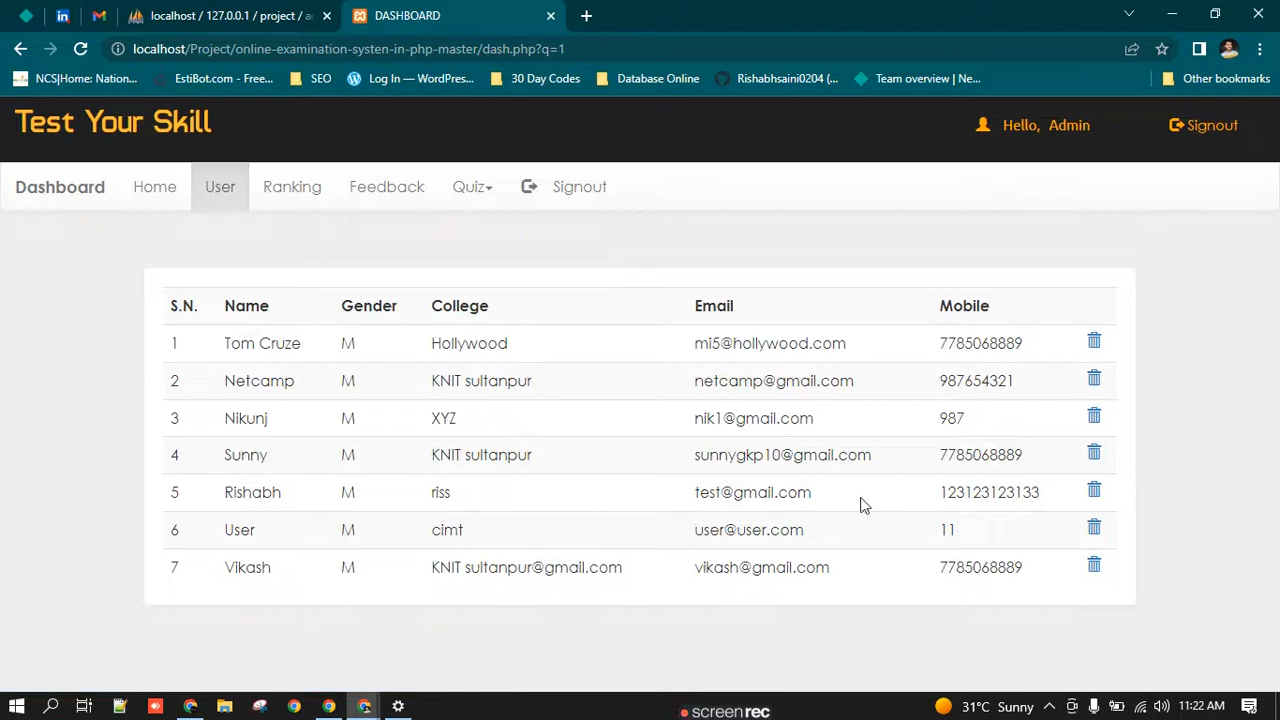 localhost / 127.0.0.1 / project / a
DASHBOARD
localhost/Project/online-examination-systen-in-php-master/dash.php?q=1
NCS|Home: Nation... EstiBot.com - Free... SEO Log In — WordPres... 30 Day Codes Database Online Rishabhsaini0204 (... Team overview | Ne... Other bookmarks
Test Your Skill
Hello, Admin
Signout
Dashboard Home User Ranking Feedback Quiz Signout
S.N. Name Gender College Email Mobile
1 Tom Cruze M Hollywood mi5@hollywood.com 7785068889
2 Netcamp M KNIT sultanpur netcamp@gmail.com 987654321
3 Nikunj M XYZ nik1@gmail.com 987
4 Sunny M KNIT sultanpur sunnygkp10@gmail.com 7785068889
5 Rishabh M riss test@gmail.com 123123123133
6 User M cimt user@user.com 11
7 Vikash M KNIT sultanpur@gmail.com vikash@gmail.com 7785068889
screenrec
31°C Sunny
11:22 AM